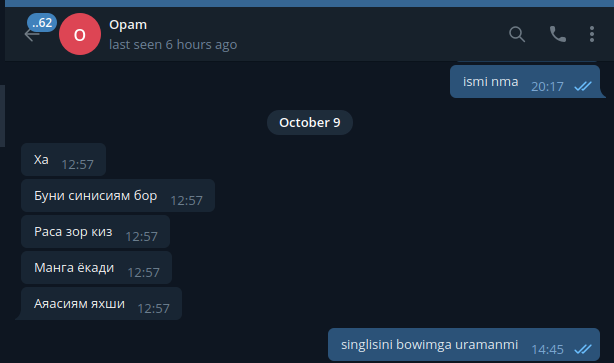 ..62
O
Opam
last seen 6 hours ago
ismi nma 20:17
October 9
Ха 12:57
Буни синисиям бор 12:57
Раса зор киз 12:57
Манга ёкади 12:57
Аяасиям яхши 12:57
singlisini bowimga uramanmi 14:45